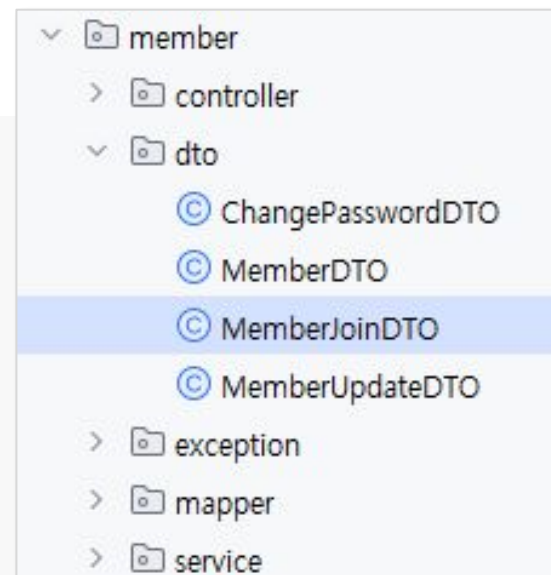 member
controller
dto
ChangePasswordDTO
MemberDTO
MemberJoinDTO
MemberUpdateDTO
exception
mapper
service